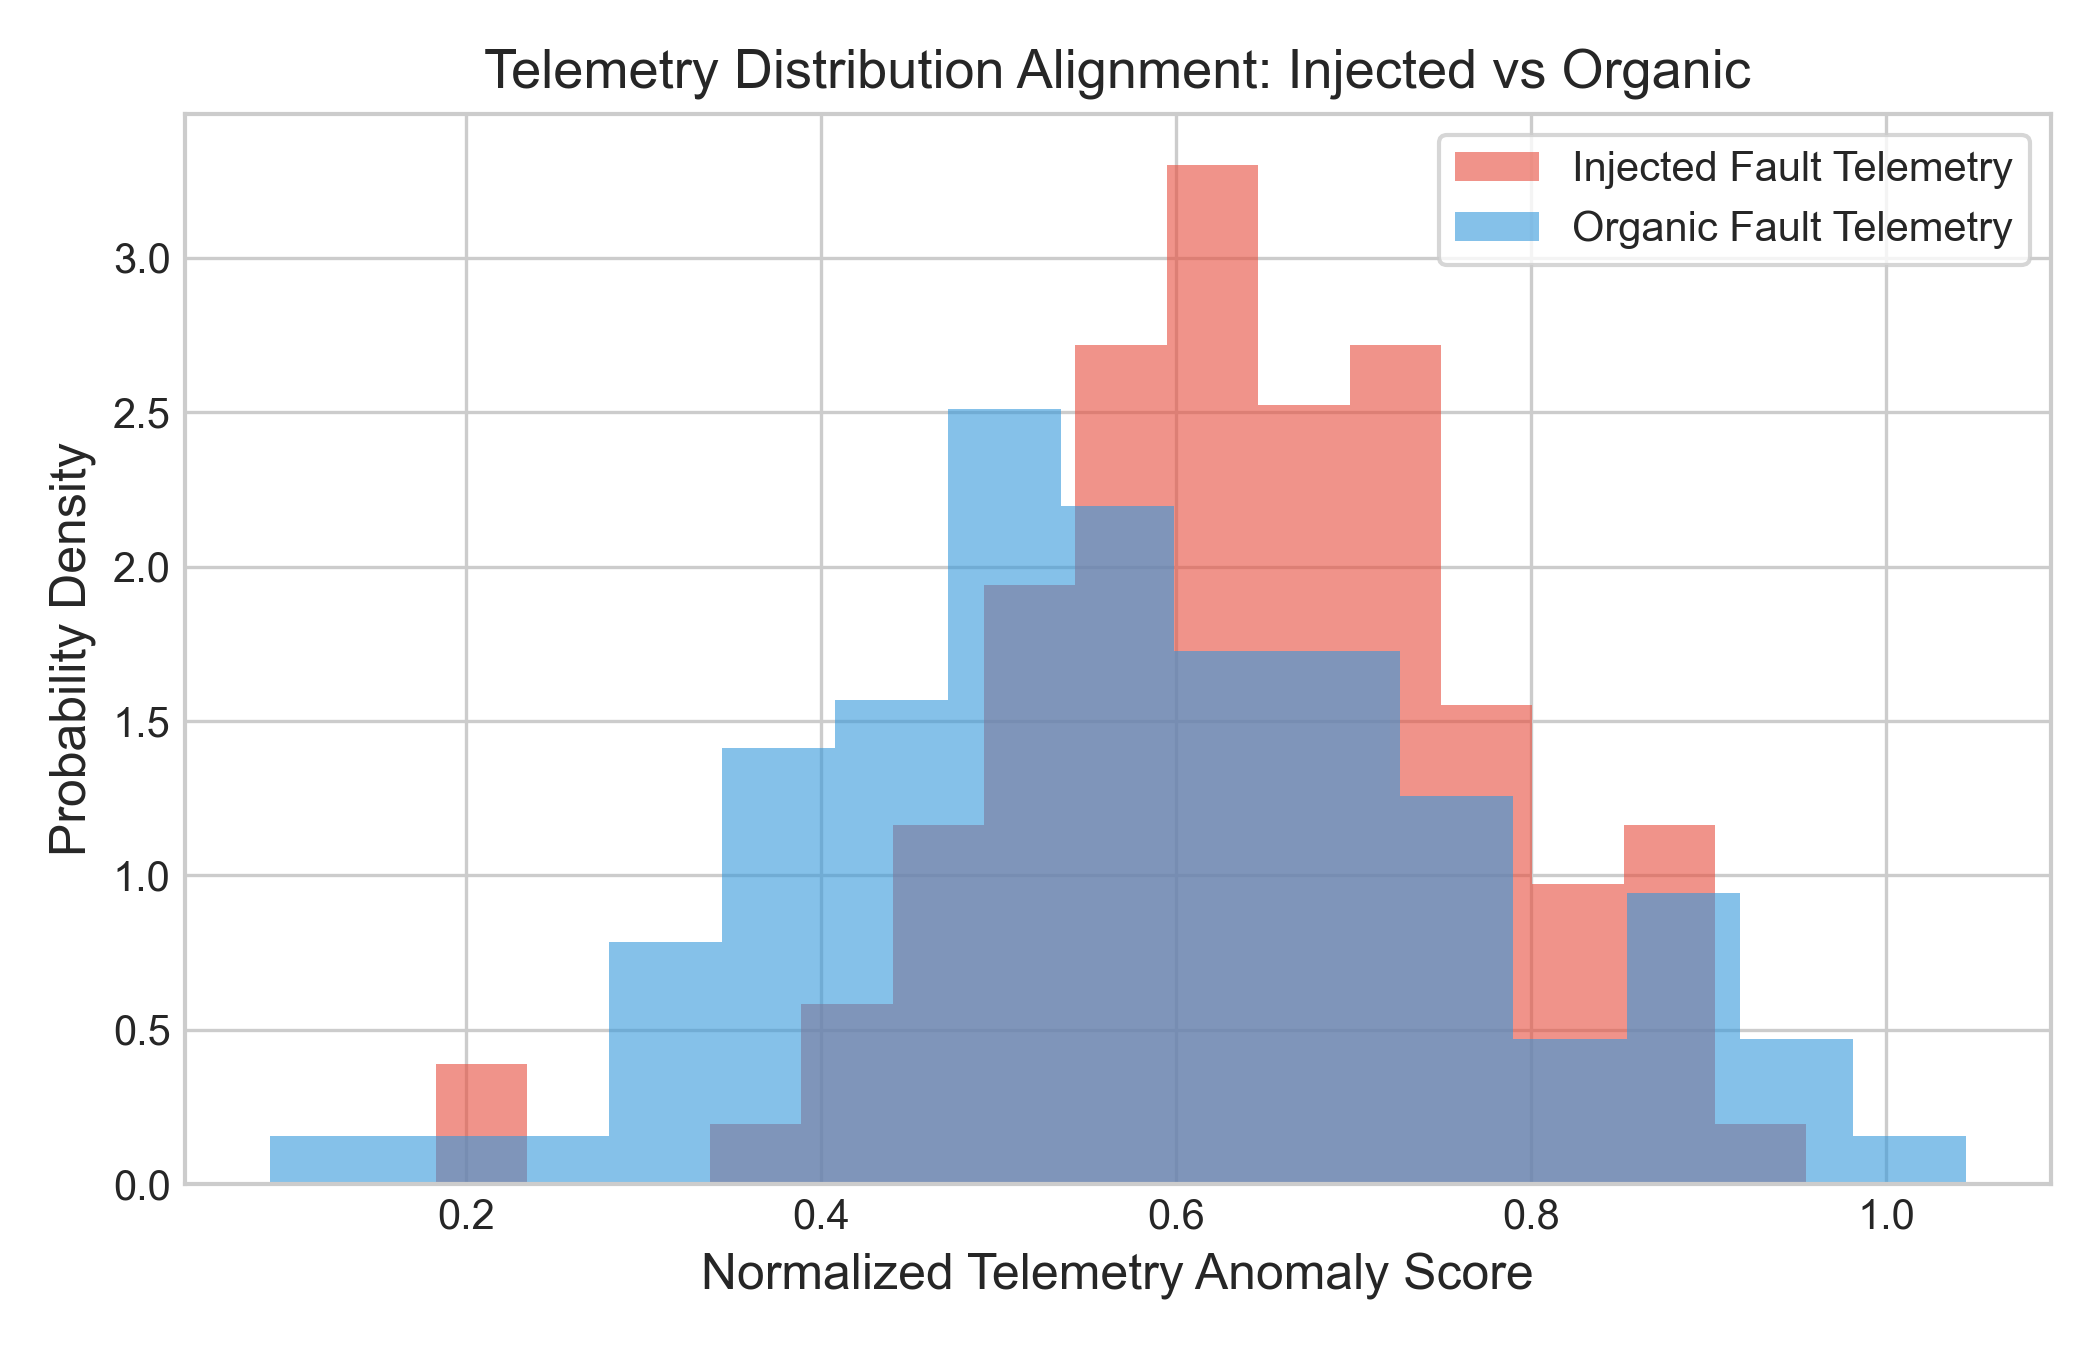 Telemetry Distribution Alignment: Injected vs Organic
Injected Fault Telemetry
Organic Fault Telemetry
Probability Density
3.0
2.5
2.0
1.5
1.0
0.5
0.0
0.2 0.4 0.6 0.8 1.0
Normalized Telemetry Anomaly Score